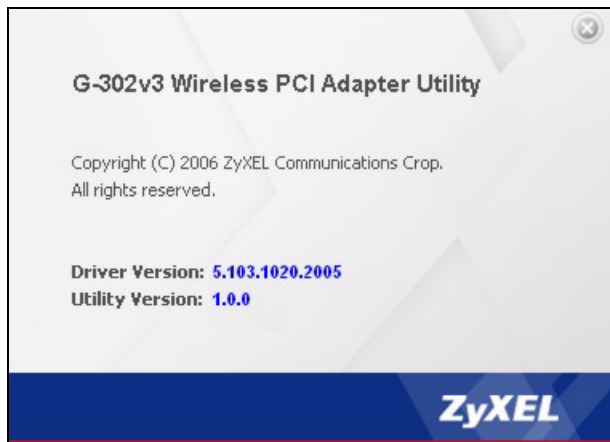 G-302v3 Wireless PCI Adapter Utility
Copyright (C) 2006 ZyXEL Communications Crop.
All rights reserved.
Driver Version: 5.103.1020.2005
Utility Version: 1.0.0
ZyXEL